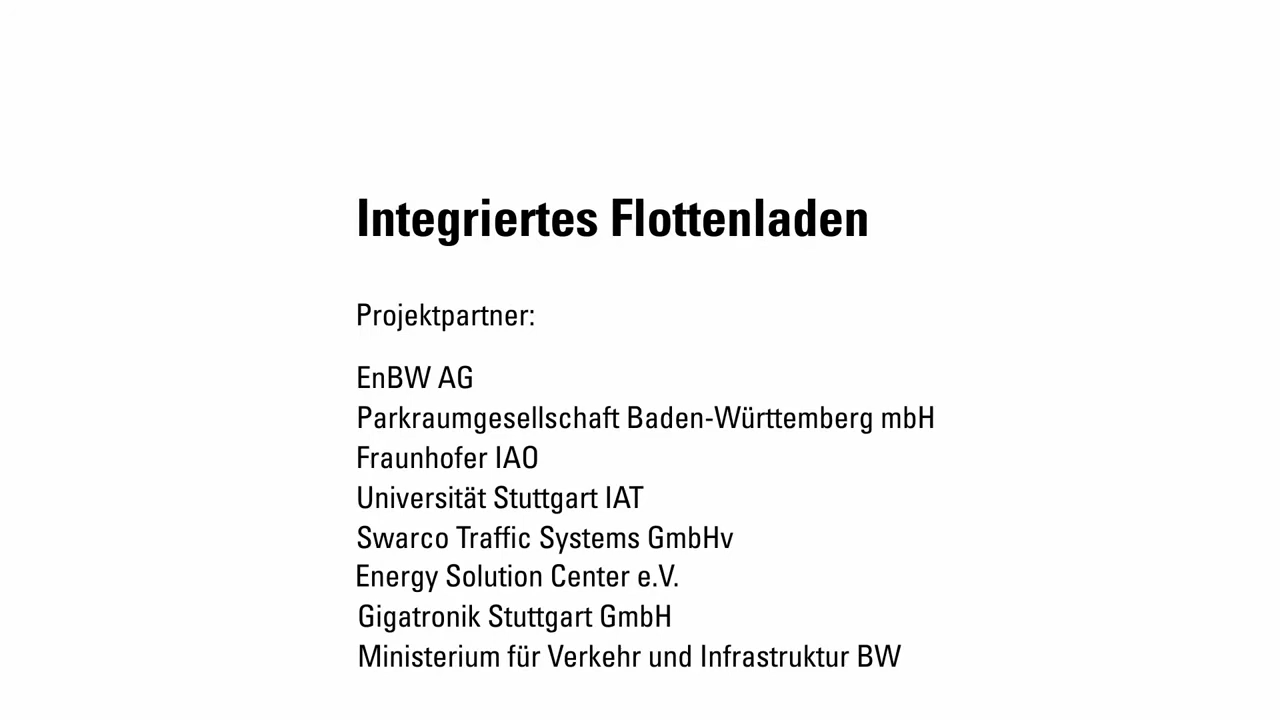 Integriertes Flottenladen
Projektpartner:
EnBW AG
Parkraumgesellschaft Baden-Württemberg mbH
Fraunhofer IAO
Universität Stuttgart IAT
Swarco Traffic Systems GmbHv
Energy Solution Center e.V.
Gigatronik Stuttgart GmbH
Ministerium für Verkehr und Infrastruktur BW